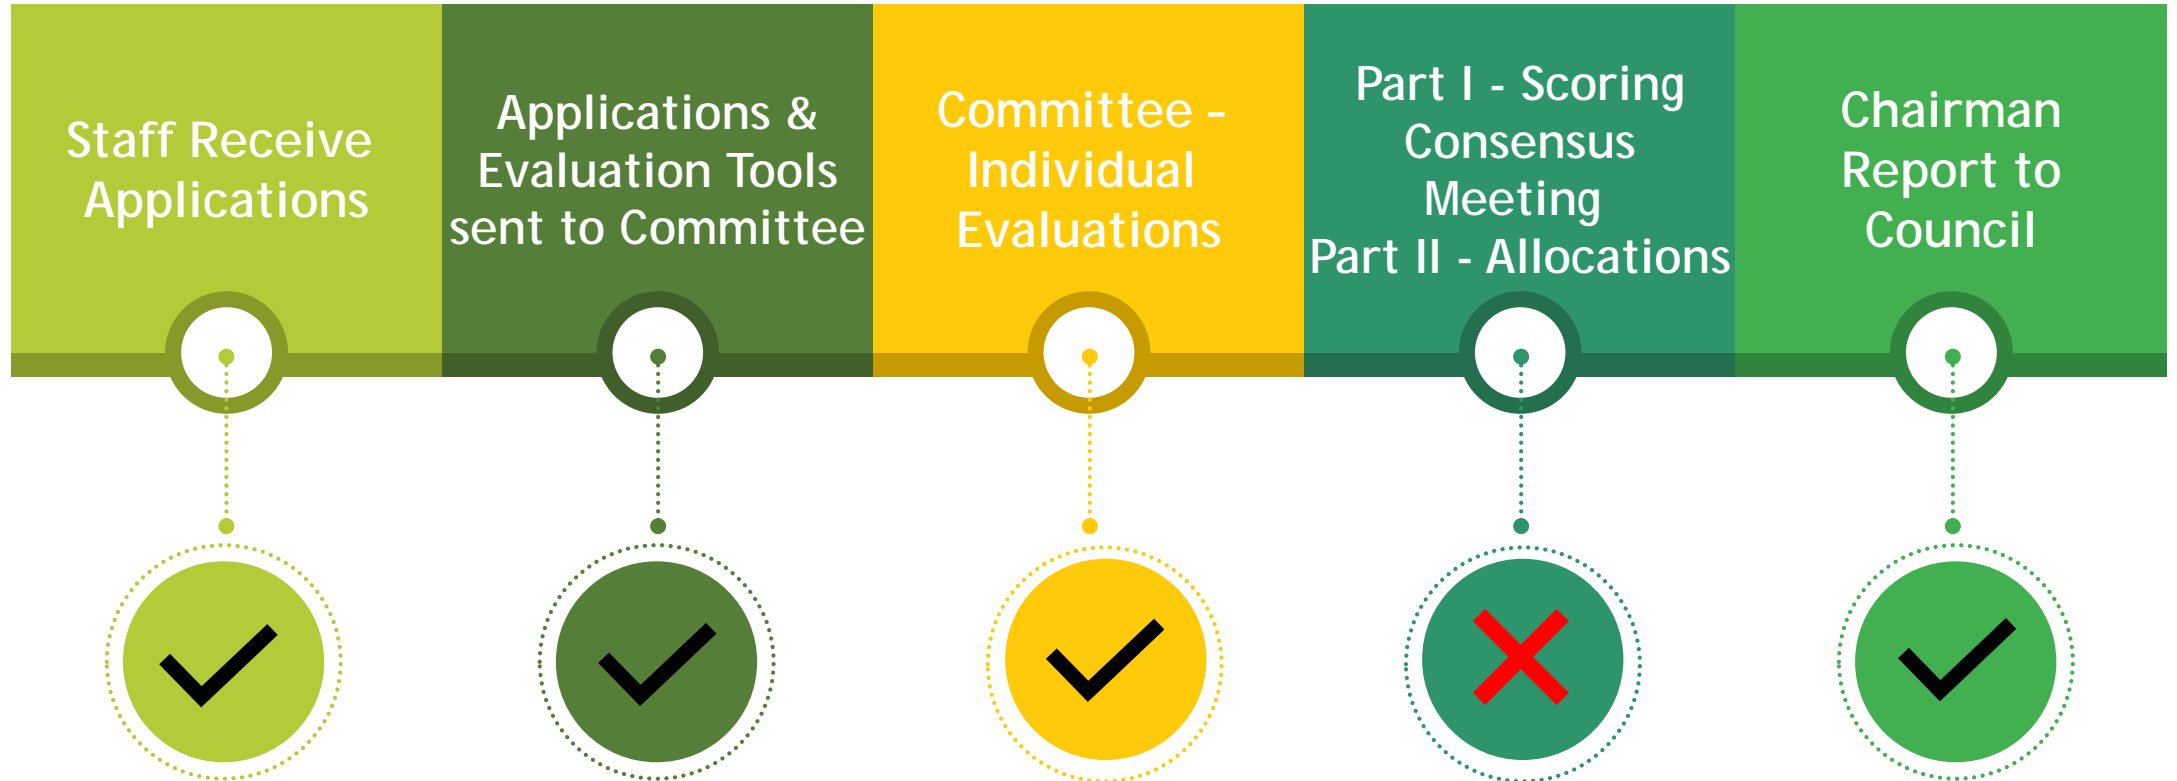 Staff Receive
Applications
Applications &
Evaluation Tools
sent to Committee
Committee -
Individual
Evaluations
Part I - Scoring
Consensus
Meeting
Part II - Allocations
Chairman
Report to
Council